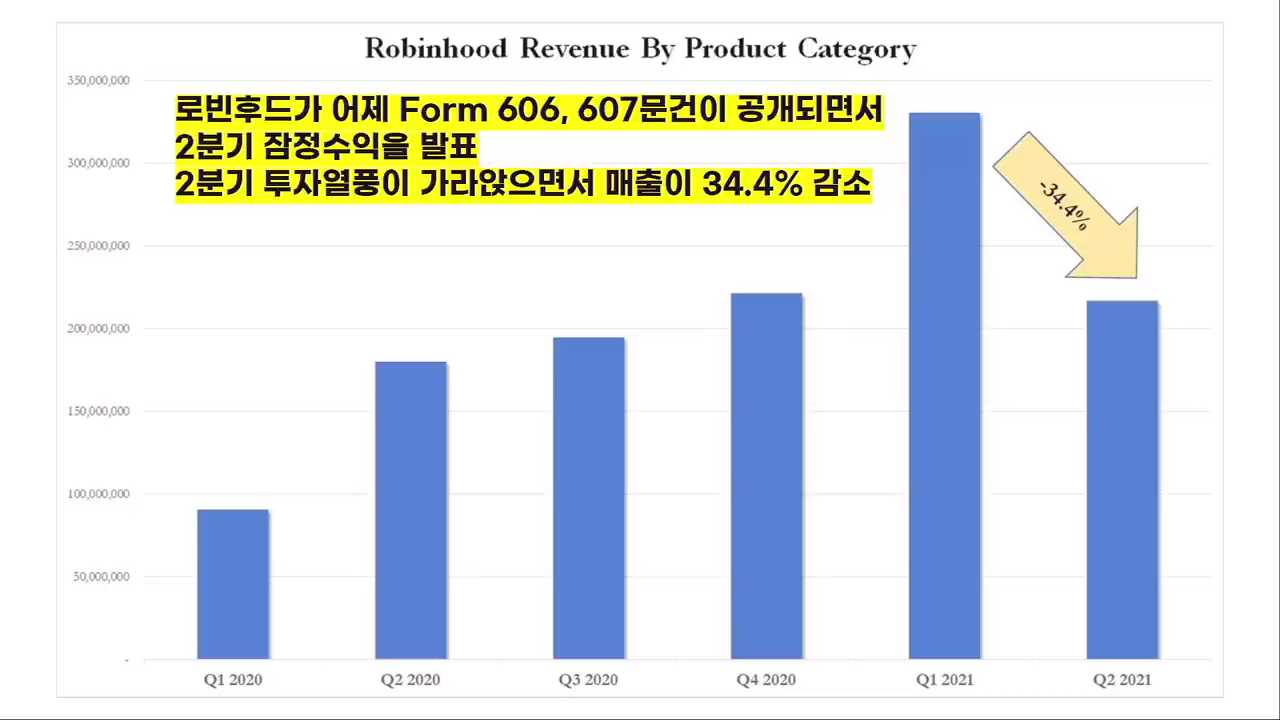 Robinhood Revenue By Product Category
350,000,000
로빈후드가 어제 Form 606, 607문건이 공개되면서
2분기 잠정수익을 발표
2분기 투자열풍이 가라앉으면서 매출이 34.4% 감소
300,000,000
-34.4%
250,000,000
200,000,000
150,000,000
100,000,000
50,000,000
-
Q1 2020 Q2 2020 Q3 2020 Q4 2020 Q1 2021 Q2 2021